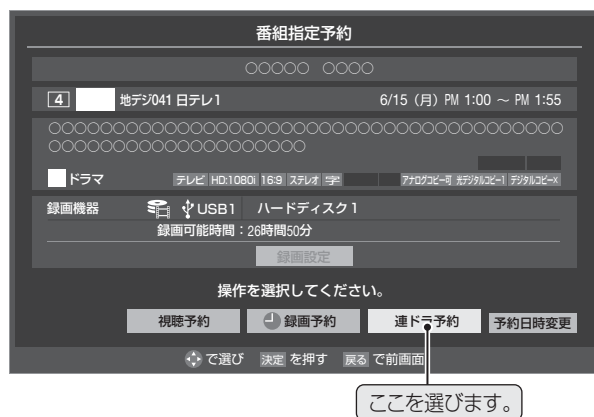 番組指定予約
○○○○○ ○○○○
4 地デジ041 日テレ1 6/15（月）PM 1:00 ～ PM 1:55
○○○○○○○○○○○○○○○○○○○○○○○○○○○○○○○○○○○○○○○
○○○○○○○○○○○○○○○○○○○
ドラマ テレビ HD:1080i 16:9 ステレオ 字 アナログコピー可 光デジタルコピー1 デジタルコピー×
録画機器 USB1 ハードディスク1
録画可能時間：26時間50分
録画設定
操作を選択してください。
視聴予約 録画予約 連ドラ予約 予約日時変更
で選び 決定 を押す 戻る で前画面
ここを選びます。